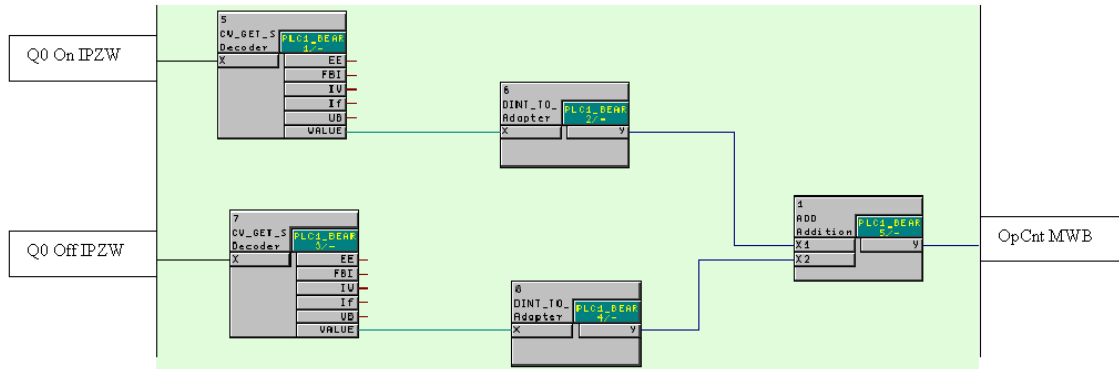 Q0 On IPZW
5
CV_GET_S
Decoder
PLC1_BEAR
1/-
X
EE
FBI
IV
If
UB
VALUE
6
DINT_TO_
Adapter
PLC1_BEAR
2/-
X
Y
Q0 Off IPZW
7
CV_GET_S
Decoder
PLC1_BEAR
3/-
X
EE
FBI
IV
If
VB
VALUE
DINT_TO_
Adapter
PLC1_BEAR
4/-
X
Y
1
ADD
Addition
PLC1_BEAR
5/-
X1
X2
Y
OpCnt MWB